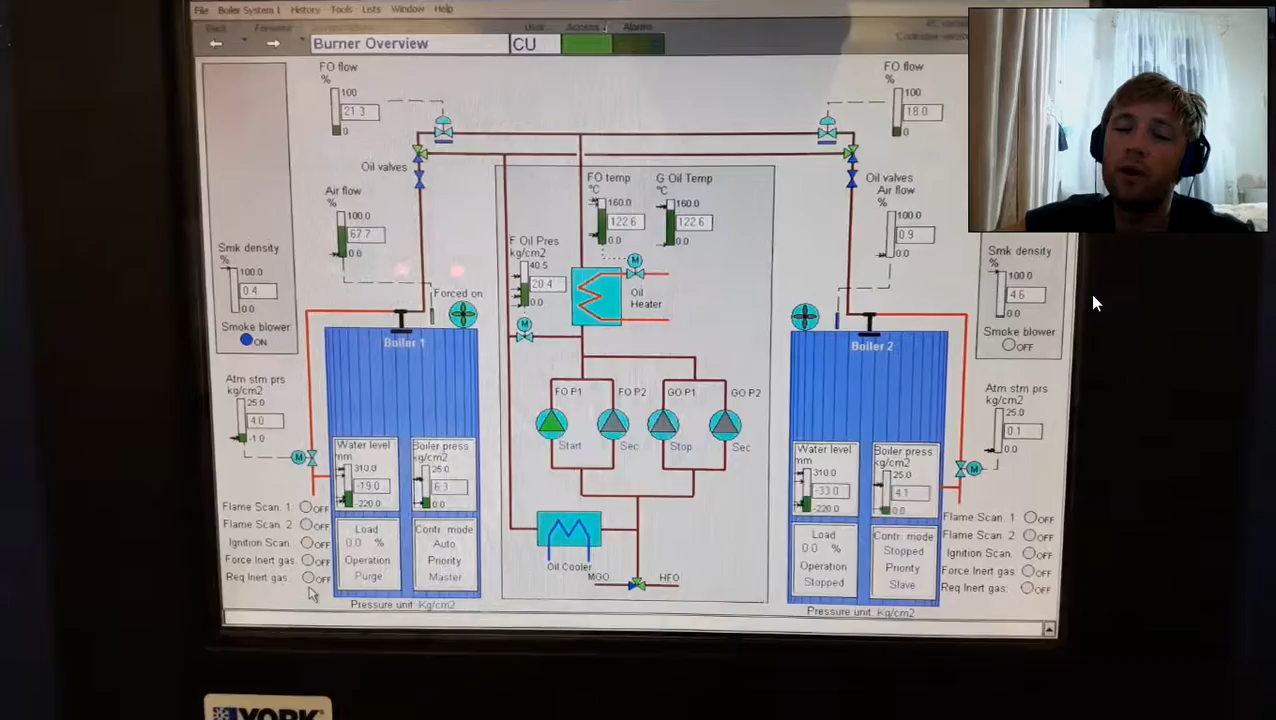 File Boiler System 1 History Tools Lists Window Help
Back Forward User Access Alarms
Burner Overview CU
FO flow
%
100
21.3
0
Oil valves
Air flow
%
100.0
67.7
0.0
Smk density
%
100.0
0.4
0.0
Smoke blower
ON
Forced on
Boiler 1
Atm stm prs
kg/cm2
25.0
4.0
-1.0
Water level
mm
310.0
-19.0
-220.0
Boiler press
kg/cm2
25.0
6.3
0.0
Flame Scan. 1 OFF
Flame Scan. 2 OFF
Ignition Scan. OFF
Force Inert gas: OFF
Req Inert gas: OFF
Load
0.0 %
Operation
Purge
Contr. mode
Auto
Priority
Master
Pressure unit: Kg/cm2
FO temp
°C
160.0
122.6
0.0
G Oil Temp
°C
160.0
122.6
0.0
F Oil Pres
kg/cm2
40.5
20.4
0.0
M
M
Oil
Heater
FO P1 FO P2 GO P1 GO P2
Start Sec Stop Sec
Oil Cooler
MGO HFO
FO flow
%
100
18.0
0
Oil valves
Air flow
%
100.0
0.9
0.0
Smk density
%
100.0
4.6
0.0
Smoke blower
OFF
Boiler 2
Atm stm prs
kg/cm2
25.0
0.1
0.0
M
M
Water level
mm
310.0
-33.0
-220.0
Boiler press
kg/cm2
25.0
4.1
0.0
Flame Scan. 1 OFF
Flame Scan. 2 OFF
Ignition Scan. OFF
Force Inert gas: OFF
Req Inert gas: OFF
Load
0.0 %
Operation
Stopped
Contr. mode
Stopped
Priority
Slave
Pressure unit: Kg/cm2
YORK